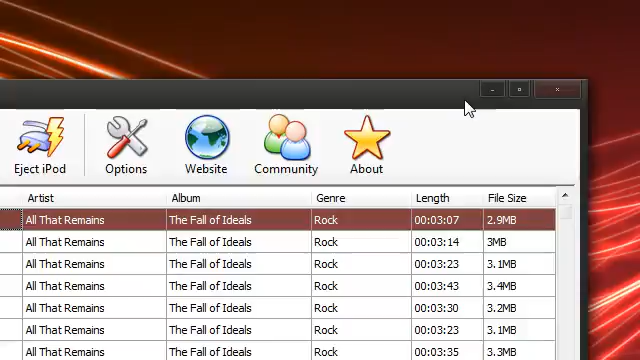 Eject iPod Options Website Community About
Artist Album Genre Length File Size
All That Remains The Fall of Ideals Rock 00:03:07 2.9MB
All That Remains The Fall of Ideals Rock 00:03:14 3MB
All That Remains The Fall of Ideals Rock 00:03:23 3.1MB
All That Remains The Fall of Ideals Rock 00:03:43 3.4MB
All That Remains The Fall of Ideals Rock 00:03:30 3.2MB
All That Remains The Fall of Ideals Rock 00:03:23 3.1MB
All That Remains The Fall of Ideals Rock 00:03:35 3.3MB